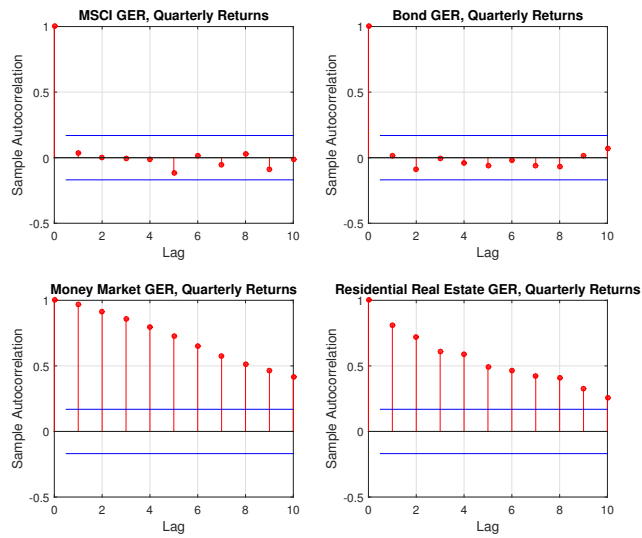 MSCI GER, Quarterly Returns
1
0.5
0
-0.5
Sample Autocorrelation
0 2 4 6 8 10
Lag
Bond GER, Quarterly Returns
1
0.5
0
-0.5
Sample Autocorrelation
0 2 4 6 8 10
Lag
Money Market GER, Quarterly Returns
1
0.5
0
-0.5
Sample Autocorrelation
0 2 4 6 8 10
Lag
Residential Real Estate GER, Quarterly Returns
1
0.5
0
-0.5
Sample Autocorrelation
0 2 4 6 8 10
Lag